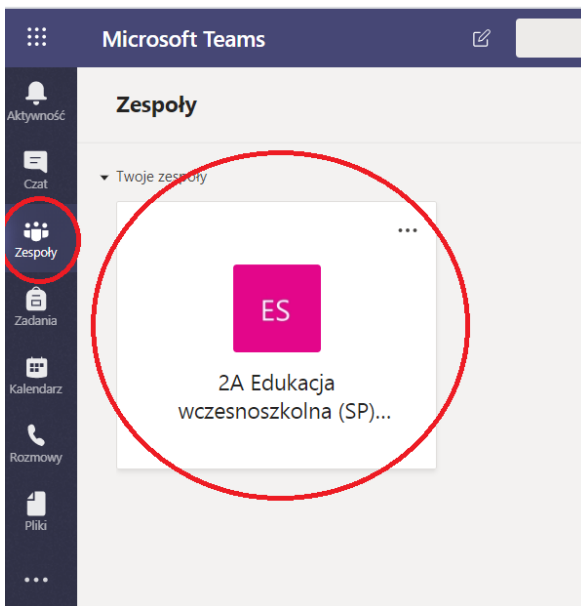 Microsoft Teams
Aktywność
Czat
Zespoły
Zadania
Kalendarz
Rozmowy
Pliki
Zespoły
Twoje zespoły
ES
2A Edukacja
wczesnoszkolna (SP)...